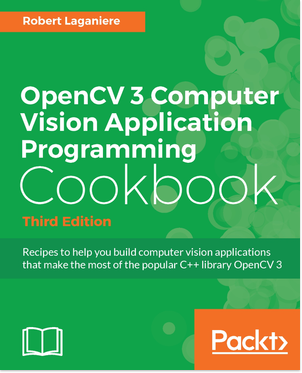 Robert Laganiere
OpenCV 3 Computer
Vision Application
Programming
Cookbook
Third Edition
Recipes to help you build computer vision applications
that make the most of the popular C++ library OpenCV 3
Packt>